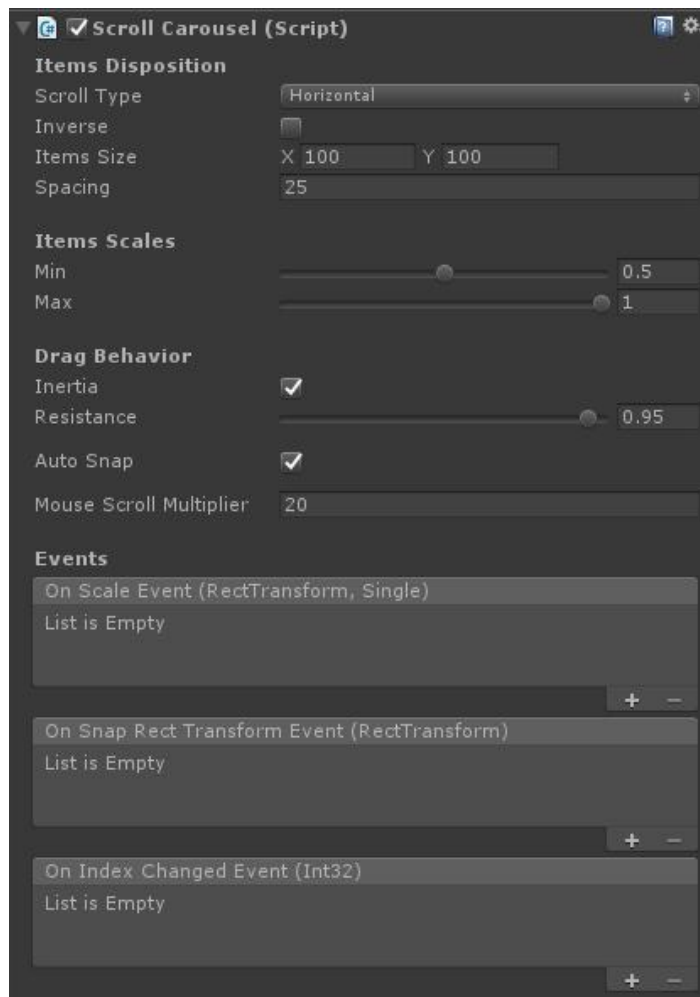 Scroll Carousel (Script)
Items Disposition
Scroll Type Horizontal
Inverse
Items Size X 100 Y 100
Spacing 25
Items Scales
Min 0.5
Max 1
Drag Behavior
Inertia
Resistance 0.95
Auto Snap
Mouse Scroll Multiplier 20
Events
On Scale Event (RectTransform, Single)
List is Empty
+ −
On Snap Rect Transform Event (RectTransform)
List is Empty
+ −
On Index Changed Event (Int32)
List is Empty
+ −